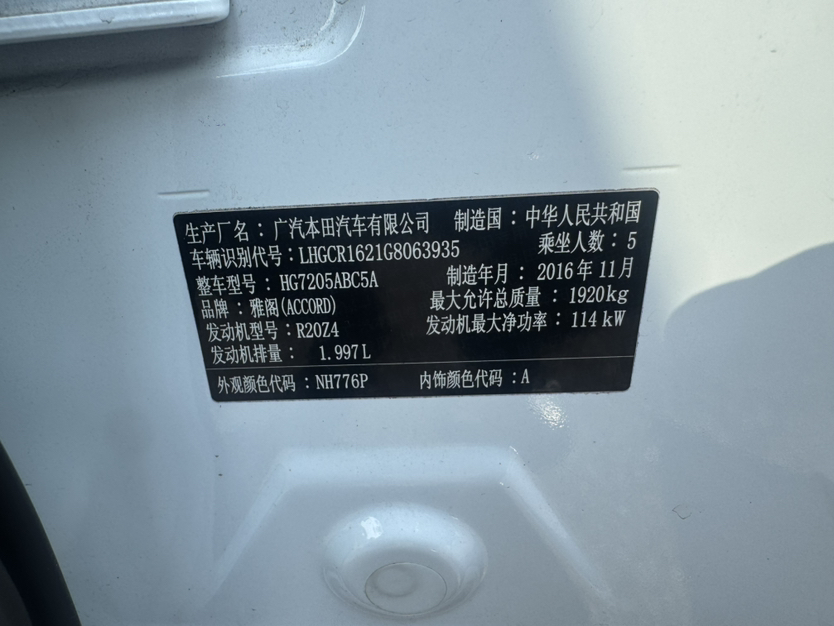 生产厂名：广汽本田汽车有限公司 制造国：中华人民共和国
车辆识别代号：LHGCR1621G8063935 乘坐人数：5
整车型号：HG7205ABC5A 制造年月：2016年11月
品牌：雅阁(ACCORD) 最大允许总质量：1920kg
发动机型号：R20Z4 发动机最大净功率：114kW
发动机排量：1.997L
外观颜色代码：NH776P 内饰颜色代码：A